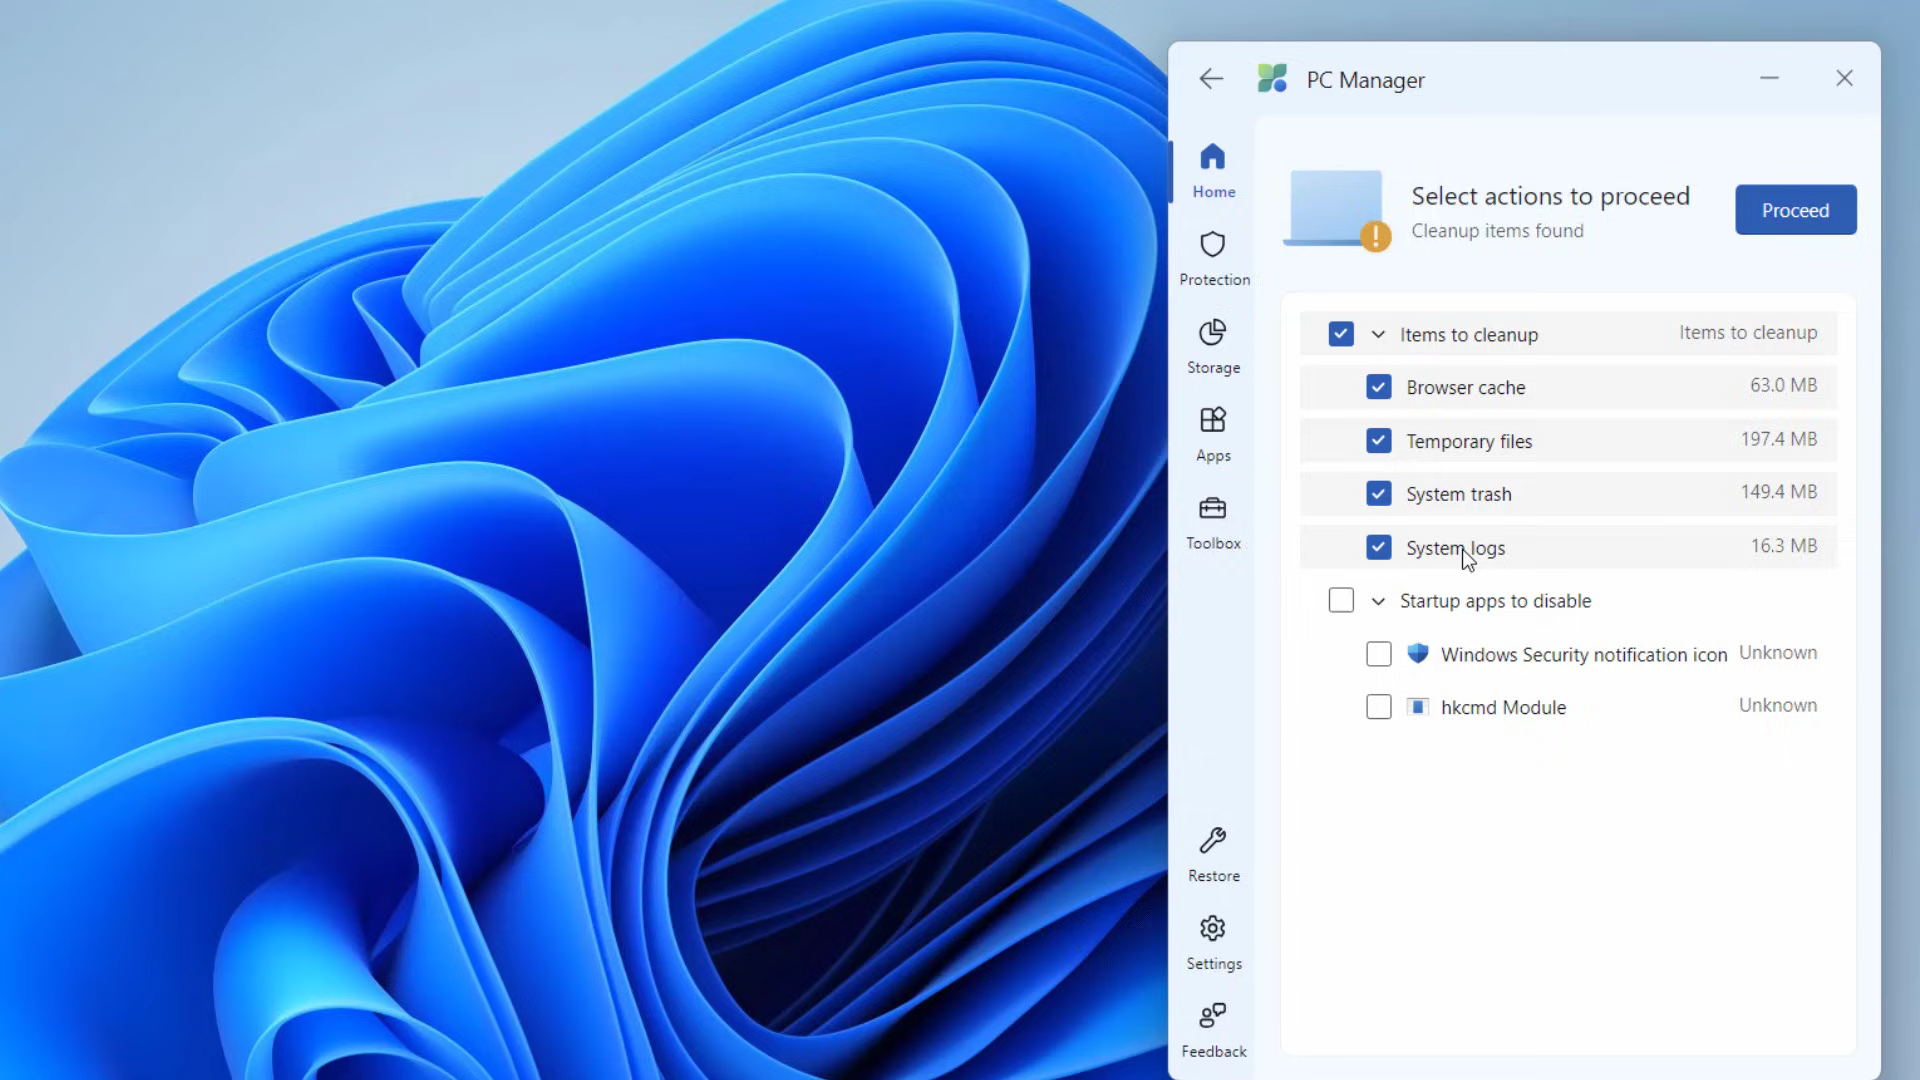 PC Manager
Home
Protection
Storage
Apps
Toolbox
Restore
Settings
Feedback
Select actions to proceed
Cleanup items found
Proceed
Items to cleanup Items to cleanup
Browser cache 63.0 MB
Temporary files 197.4 MB
System trash 149.4 MB
System logs 16.3 MB
Startup apps to disable
Windows Security notification icon Unknown
hkcmd Module Unknown